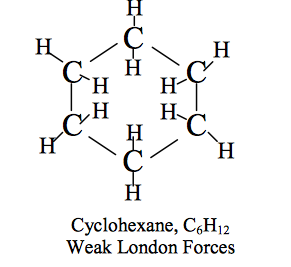 H
C
H
H H
C H H C
C H H C
H H H
C
H
Cyclohexane, C₆H₁₂
Weak London Forces